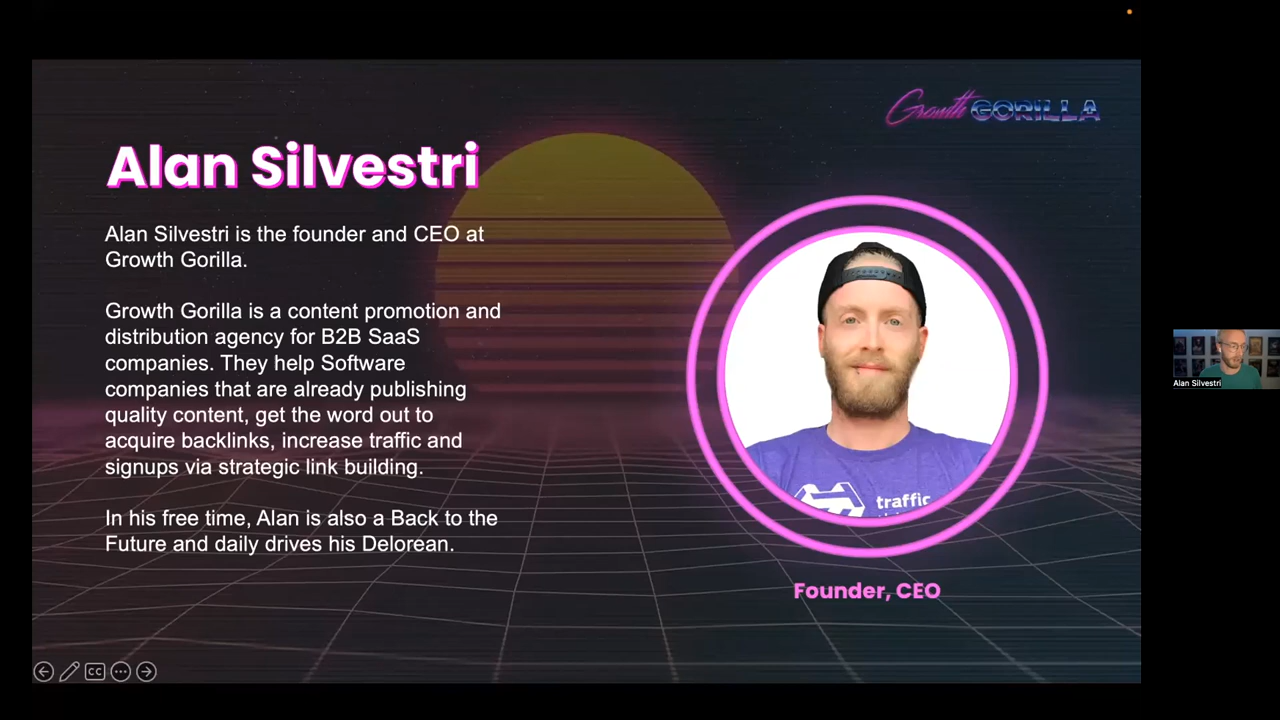 Growth GORILLA
Alan Silvestri
Alan Silvestri is the founder and CEO at
Growth Gorilla.
Growth Gorilla is a content promotion and
distribution agency for B2B SaaS
companies. They help Software
companies that are already publishing
quality content, get the word out to
acquire backlinks, increase traffic and
signups via strategic link building.
In his free time, Alan is also a Back to the
Future and daily drives his Delorean.
traffic
Founder, CEO
Alan Silvestri
CC